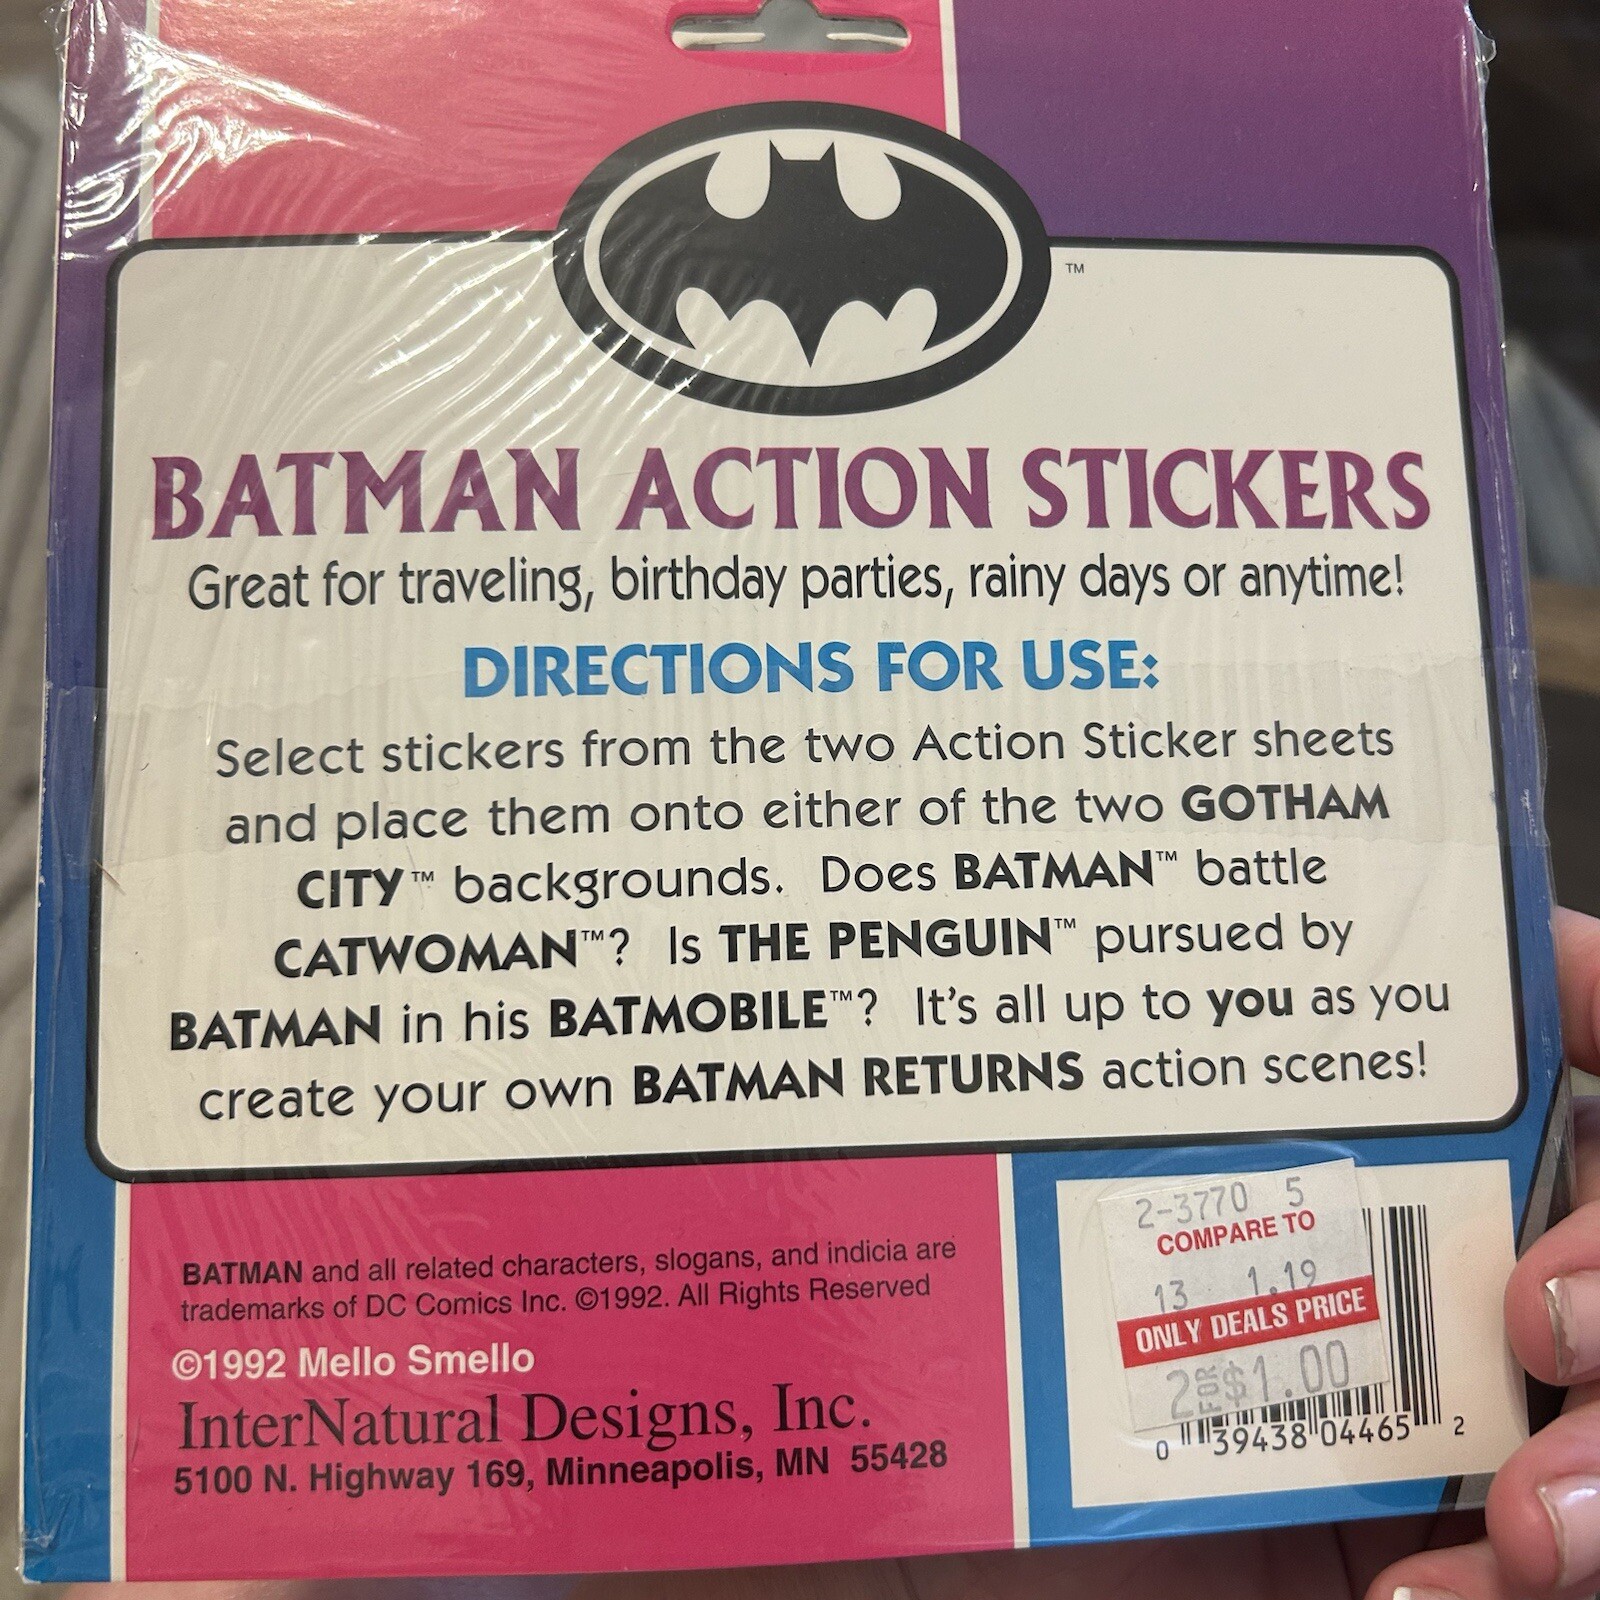 TM
BATMAN ACTION STICKERS
Great for traveling, birthday parties, rainy days or anytime!
DIRECTIONS FOR USE:
Select stickers from the two Action Sticker sheets
and place them onto either of the two GOTHAM
CITY™ backgrounds. Does BATMAN™ battle
CATWOMAN™? Is THE PENGUIN™ pursued by
BATMAN in his BATMOBILE™? It's all up to you as you
create your own BATMAN RETURNS action scenes!
BATMAN and all related characters, slogans, and indicia are
trademarks of DC Comics Inc. ©1992. All Rights Reserved
©1992 Mello Smello
InterNatural Designs, Inc.
5100 N. Highway 169, Minneapolis, MN 55428
2-3770 5
COMPARE TO
13 1.19
ONLY DEALS PRICE
2 FOR $1.00
0 39438 04465 2